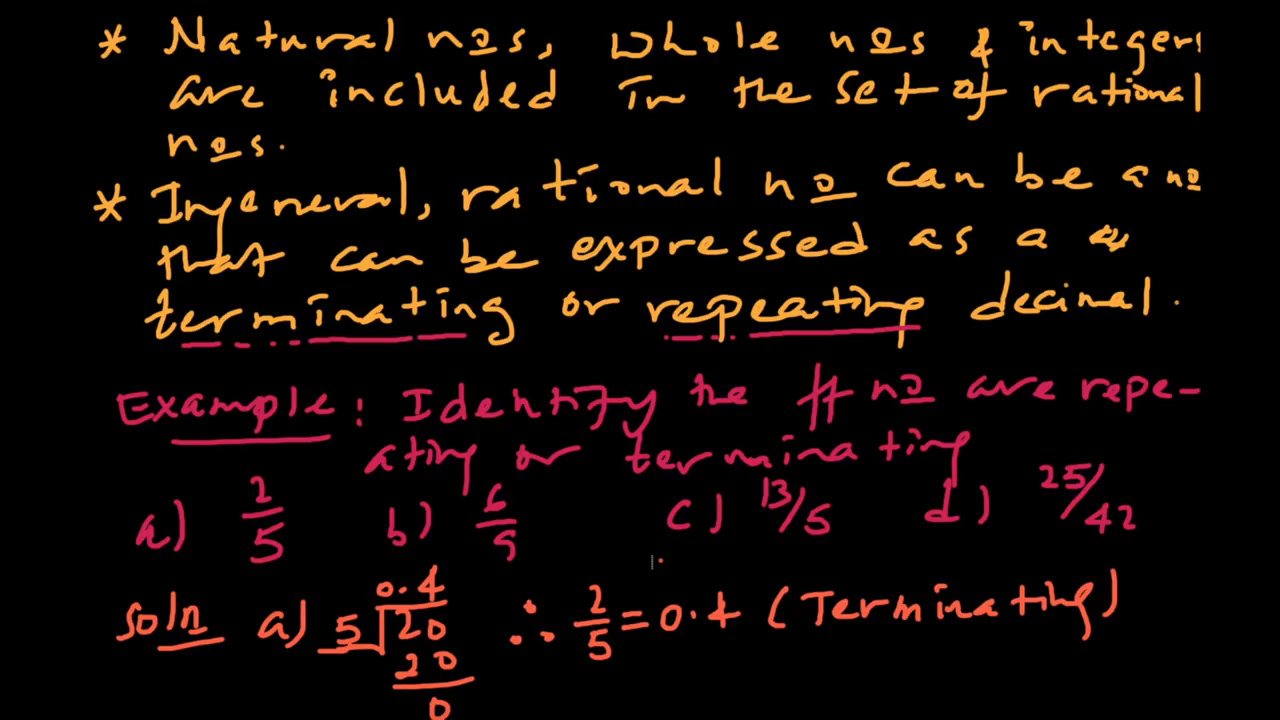 * Natural nos, Whole nos & integers
are included in the set of rational
nos.
* Ingeneral, rational no can be a no
that can be expressed as a
terminating or repeating decimal.
Example: Identify the ff no are repe-
ating or terminating
a) 2/5 b) 6/9 c) 13/5 d) 25/42
Soln a) 5 20 0.4 ∴ 2/5 = 0.4 (Terminating)
20
0